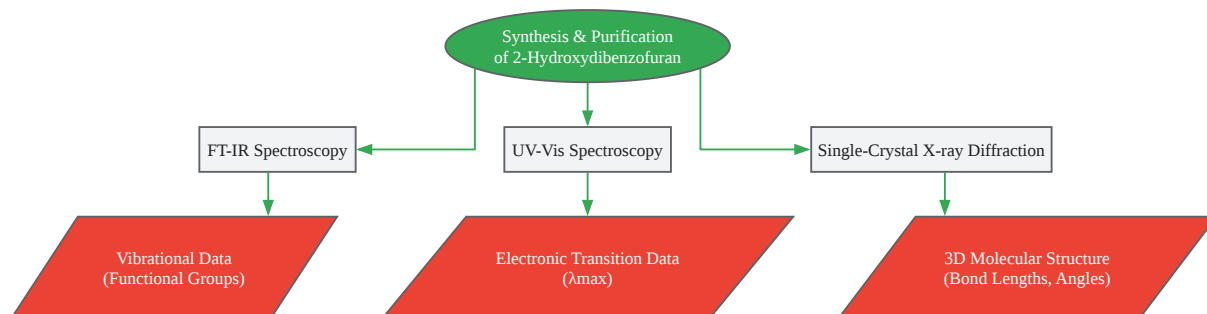 Synthesis & Purification
of 2-Hydroxydibenzofuran
FT-IR Spectroscopy
UV-Vis Spectroscopy
Single-Crystal X-ray Diffraction
Vibrational Data
(Functional Groups)
Electronic Transition Data
(λmax)
3D Molecular Structure
(Bond Lengths, Angles)